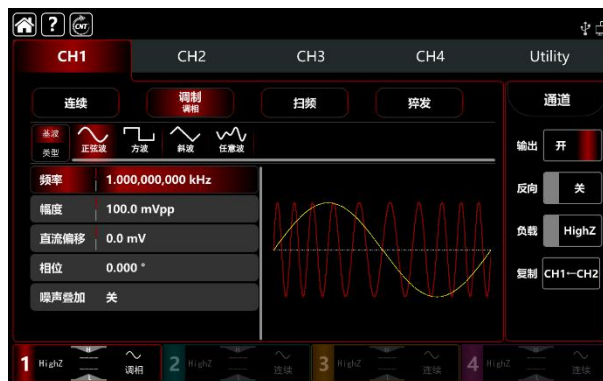 ? CNT
CH1 CH2 CH3 CH4 Utility
连续 调制 扫频 猝发 通道
调相
基波 正弦波 方波 斜波 任意波
类型
输出 开
频率 1.000,000,000 kHz
反向 关
幅度 100.0 mVpp
直流偏移 0.0 mV
负载 HighZ
相位 0.000 °
复制 CH1←CH2
噪声叠加 关
1 HighZ 调相 2 HighZ 连续 3 HighZ 连续 4 HighZ 连续